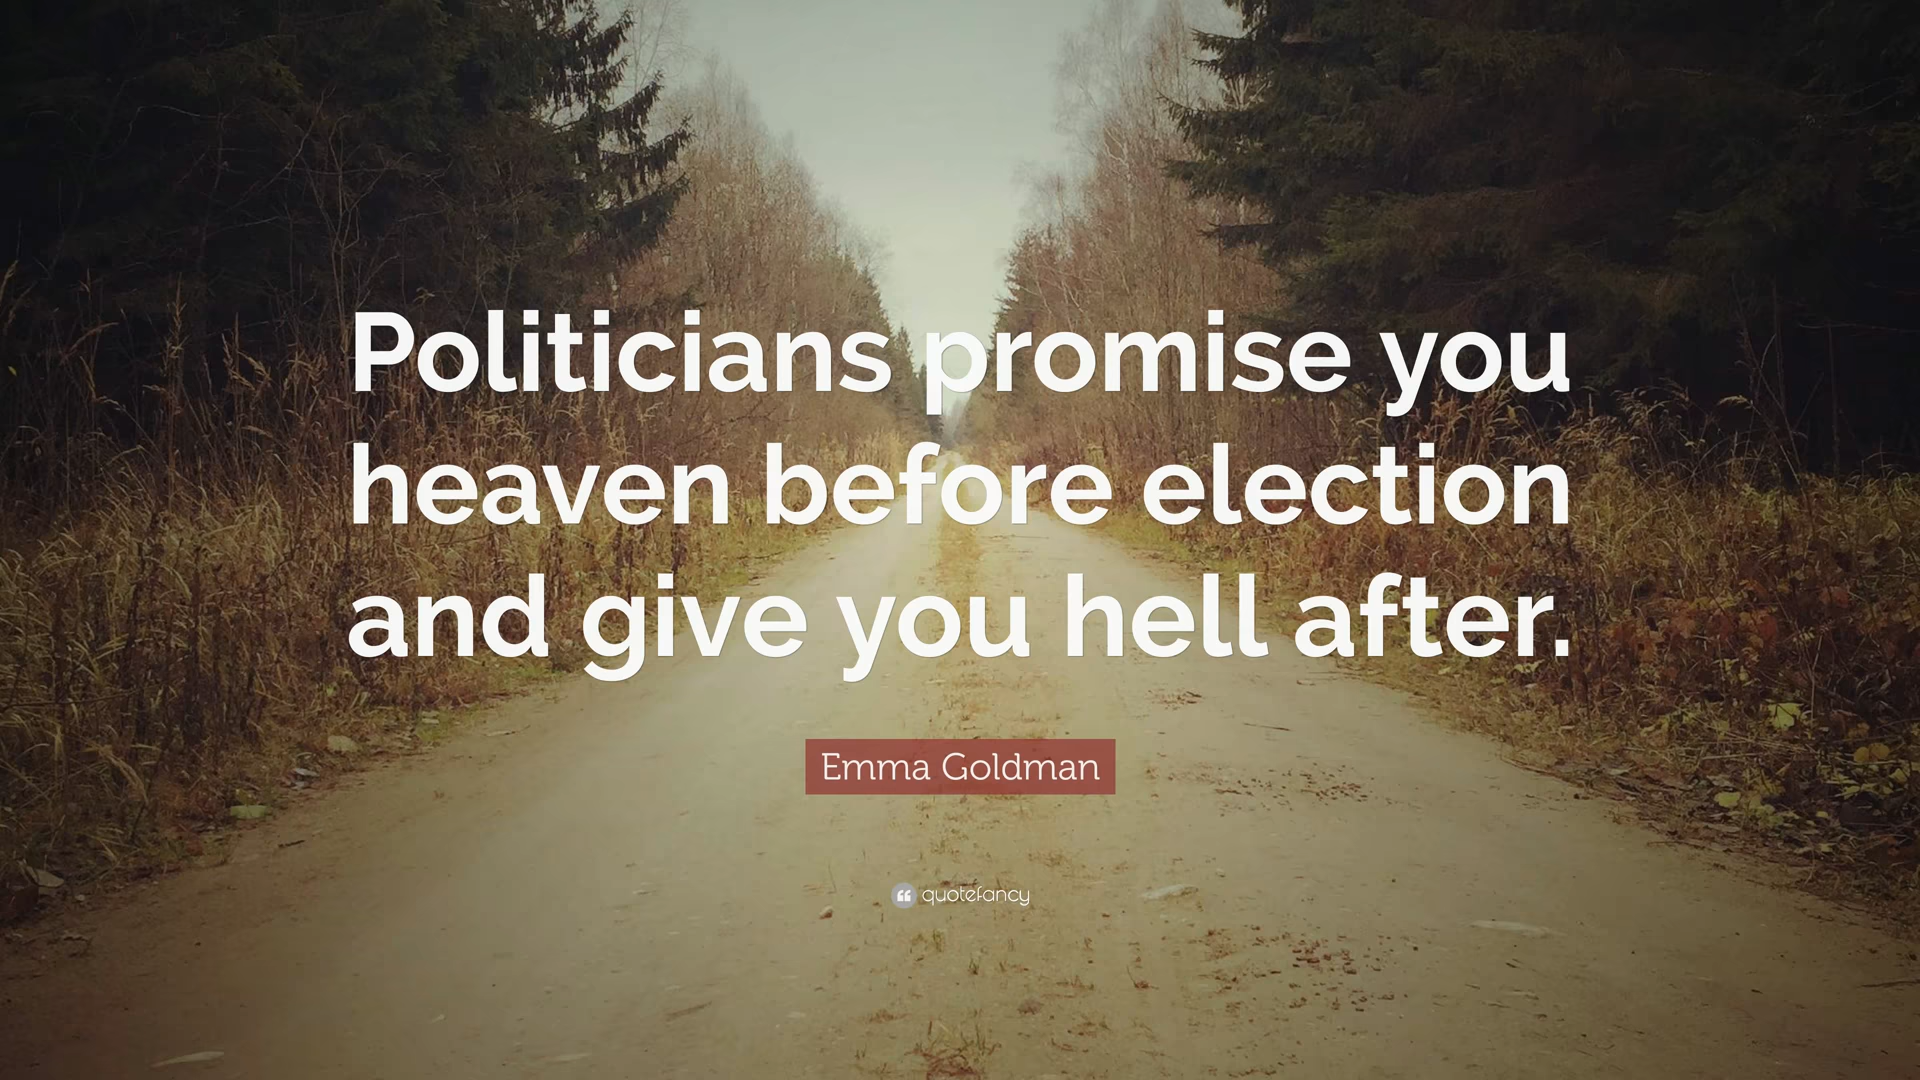 Politicians promise you
heaven before election
and give you hell after.
Emma Goldman
quotefancy